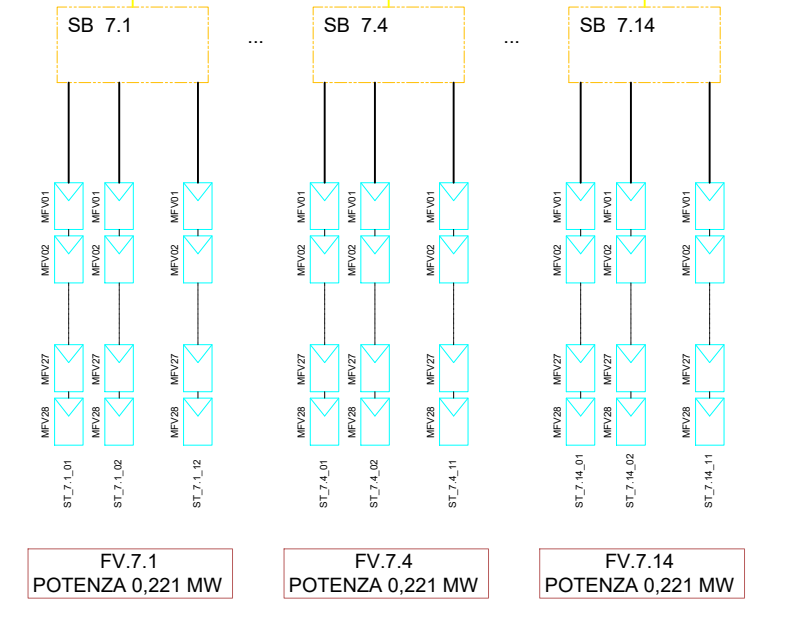 SB 7.1
...
SB 7.4
...
SB 7.14
MFV01
MFV01
MFV01
MFV01
MFV01
MFV01
MFV01
MFV01
MFV01
MFV02
MFV02
MFV02
MFV02
MFV02
MFV02
MFV02
MFV02
MFV02
MFV27
MFV27
MFV27
MFV27
MFV27
MFV27
MFV27
MFV27
MFV27
MFV28
MFV28
MFV28
MFV28
MFV28
MFV28
MFV28
MFV28
MFV28
ST_7.1_01
ST_7.1_02
ST_7.1_12
ST_7.4_01
ST_7.4_02
ST_7.4_11
ST_7.14_01
ST_7.14_02
ST_7.14_11
FV.7.1
POTENZA 0,221 MW
FV.7.4
POTENZA 0,221 MW
FV.7.14
POTENZA 0,221 MW